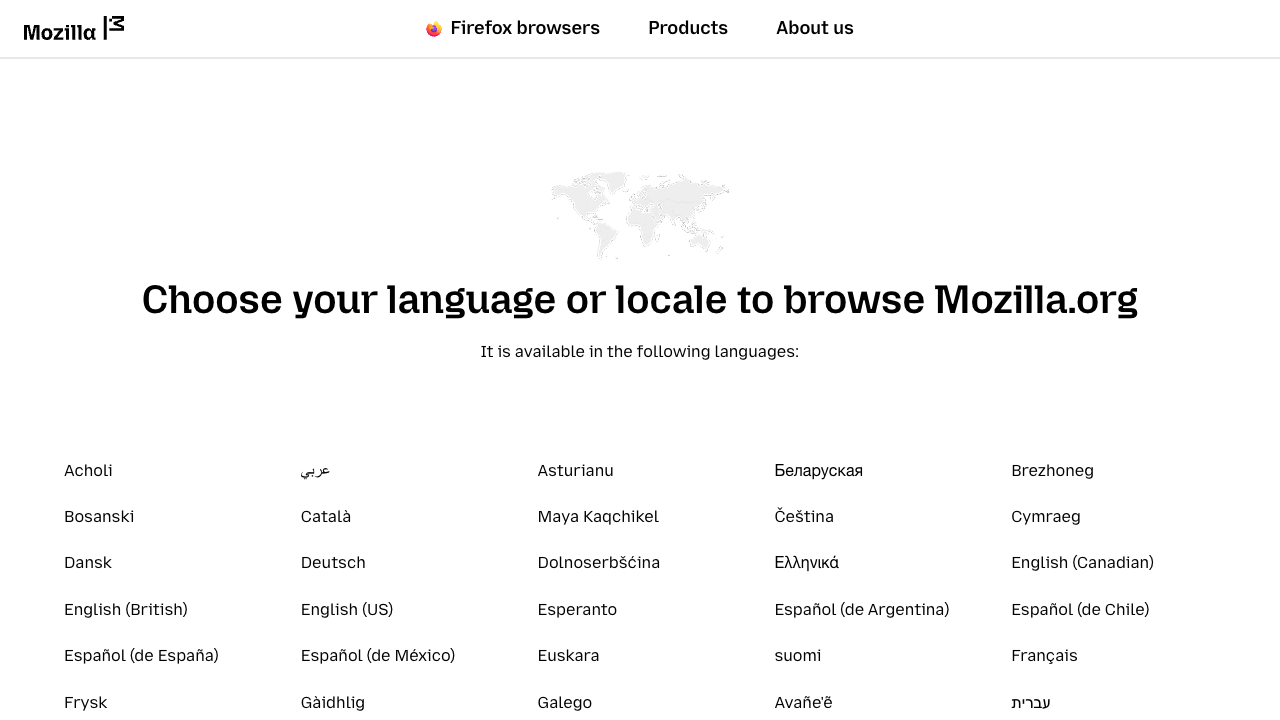 Mozilla
Firefox browsers Products About us
Choose your language or locale to browse Mozilla.org
It is available in the following languages:
Acholi عربي Asturianu Беларуская Brezhoneg
Bosanski Català Maya Kaqchikel Čeština Cymraeg
Dansk Deutsch Dolnoserbšćina Ελληνικά English (Canadian)
English (British) English (US) Esperanto Español (de Argentina) Español (de Chile)
Español (de España) Español (de México) Euskara suomi Français
Frysk Gàidhlig Galego Avañe'ẽ עברית